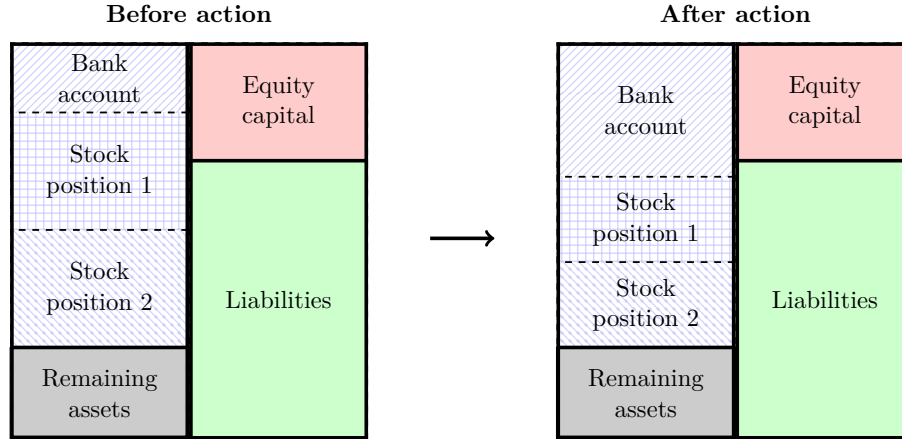 Before action
Bank
account
Stock
position 1
Stock
position 2
Remaining
assets
Equity
capital
Liabilities
After action
Bank
account
Stock
position 1
Stock
position 2
Remaining
assets
Equity
capital
Liabilities